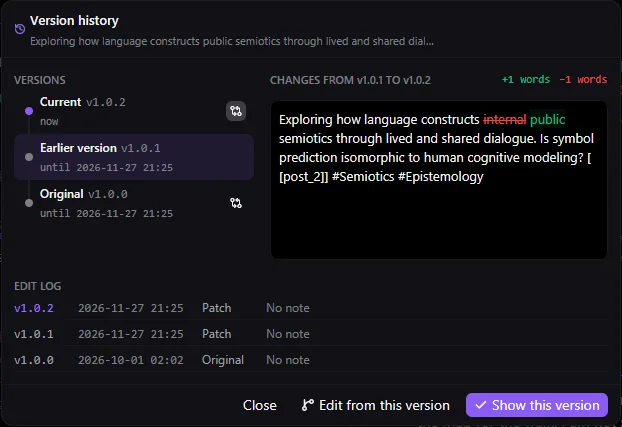 Version history
Exploring how language constructs public semiotics through lived and shared dial...
VERSIONS
Current v1.0.2
now
Earlier version v1.0.1
until 2026-11-27 21:25
Original v1.0.0
until 2026-11-27 21:25
CHANGES FROM V1.0.1 TO V1.0.2
+1 words -1 words
Exploring how language constructs internal public
semiotics through lived and shared dialogue. Is symbol
prediction isomorphic to human cognitive modeling? [
[post_2]] #Semiotics #Epistemology
EDIT LOG
v1.0.2 2026-11-27 21:25 Patch No note
v1.0.1 2026-11-27 21:25 Patch No note
v1.0.0 2026-10-01 02:02 Original No note
Close Edit from this version Show this version